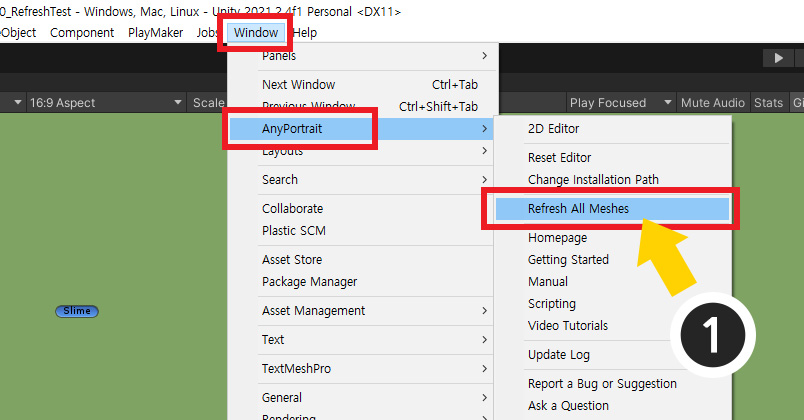 0_RefreshTest - Windows, Mac, Linux - Unity 2021.2.4f1 Personal <DX11>
eObject Component PlayMaker Jobs Window Help
Panels
Next Window Ctrl+Tab
Previous Window Ctrl+Shift+Tab
AnyPortrait
Layouts
Search
Collaborate
Plastic SCM
Asset Store
Package Manager
Asset Management
Text
TextMeshPro
General
Rendering
16:9 Aspect Scale
Play Focused Mute Audio Stats Gi
2D Editor
Reset Editor
Change Installation Path
Refresh All Meshes
Homepage
Getting Started
Manual
Scripting
Video Tutorials
Update Log
Report a Bug or Suggestion
Ask a Question
Slime
1